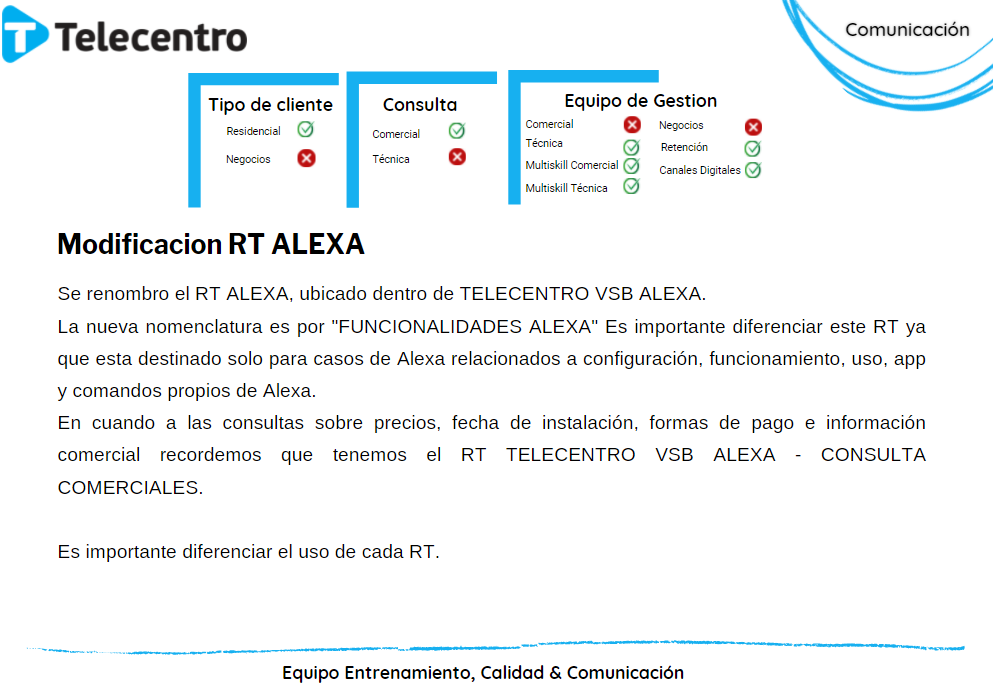 Telecentro
Comunicación
Tipo de cliente
Residencial
Negocios
Consulta
Comercial
Técnica
Equipo de Gestion
Comercial
Técnica
Multiskill Comercial
Multiskill Técnica
Negocios
Retención
Canales Digitales
Modificacion RT ALEXA
Se renombro el RT ALEXA, ubicado dentro de TELECENTRO VSB ALEXA.
La nueva nomenclatura es por "FUNCIONALIDADES ALEXA" Es importante diferenciar este RT ya
que esta destinado solo para casos de Alexa relacionados a configuración, funcionamiento, uso, app
y comandos propios de Alexa.
En cuando a las consultas sobre precios, fecha de instalación, formas de pago e información
comercial recordemos que tenemos el RT TELECENTRO VSB ALEXA - CONSULTA
COMERCIALES.
Es importante diferenciar el uso de cada RT.
Equipo Entrenamiento, Calidad & Comunicación